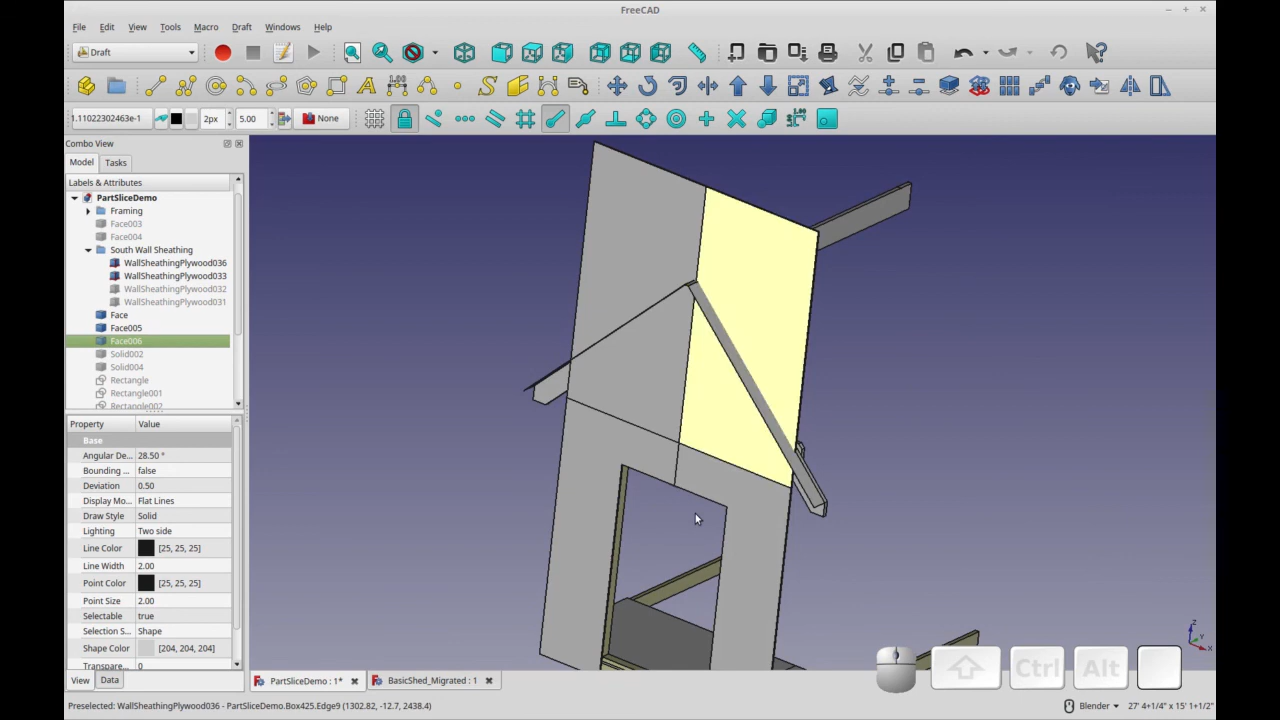 FreeCAD
File Edit View Tools Macro Draft Windows Help
Draft
1.11022302463e-1 2px 5.00 None
Combo View
Model Tasks
Labels & Attributes
PartSliceDemo
Framing
Face003
Face004
South Wall Sheathing
WallSheathingPlywood036
WallSheathingPlywood033
WallSheathingPlywood032
WallSheathingPlywood031
Face
Face005
Face006
Solid002
Solid004
Rectangle
Rectangle001
Rectangle002
Property Value
Base
Angular De... 28.50 °
Bounding ... false
Deviation 0.50
Display Mo... Flat Lines
Draw Style Solid
Lighting Two side
Line Color [25, 25, 25]
Line Width 2.00
Point Color [25, 25, 25]
Point Size 2.00
Selectable true
Selection S... Shape
Shape Color [204, 204, 204]
Transpare... 0
View Data
PartSliceDemo : 1* BasicShed_Migrated : 1
Z
Y
X
Ctrl Alt
Preselected: WallSheathingPlywood036 - PartSliceDemo.Box425.Edge9 (1302.82, -12.7, 2438.4) Blender 27' 4+1/4" x 15' 1+1/2"